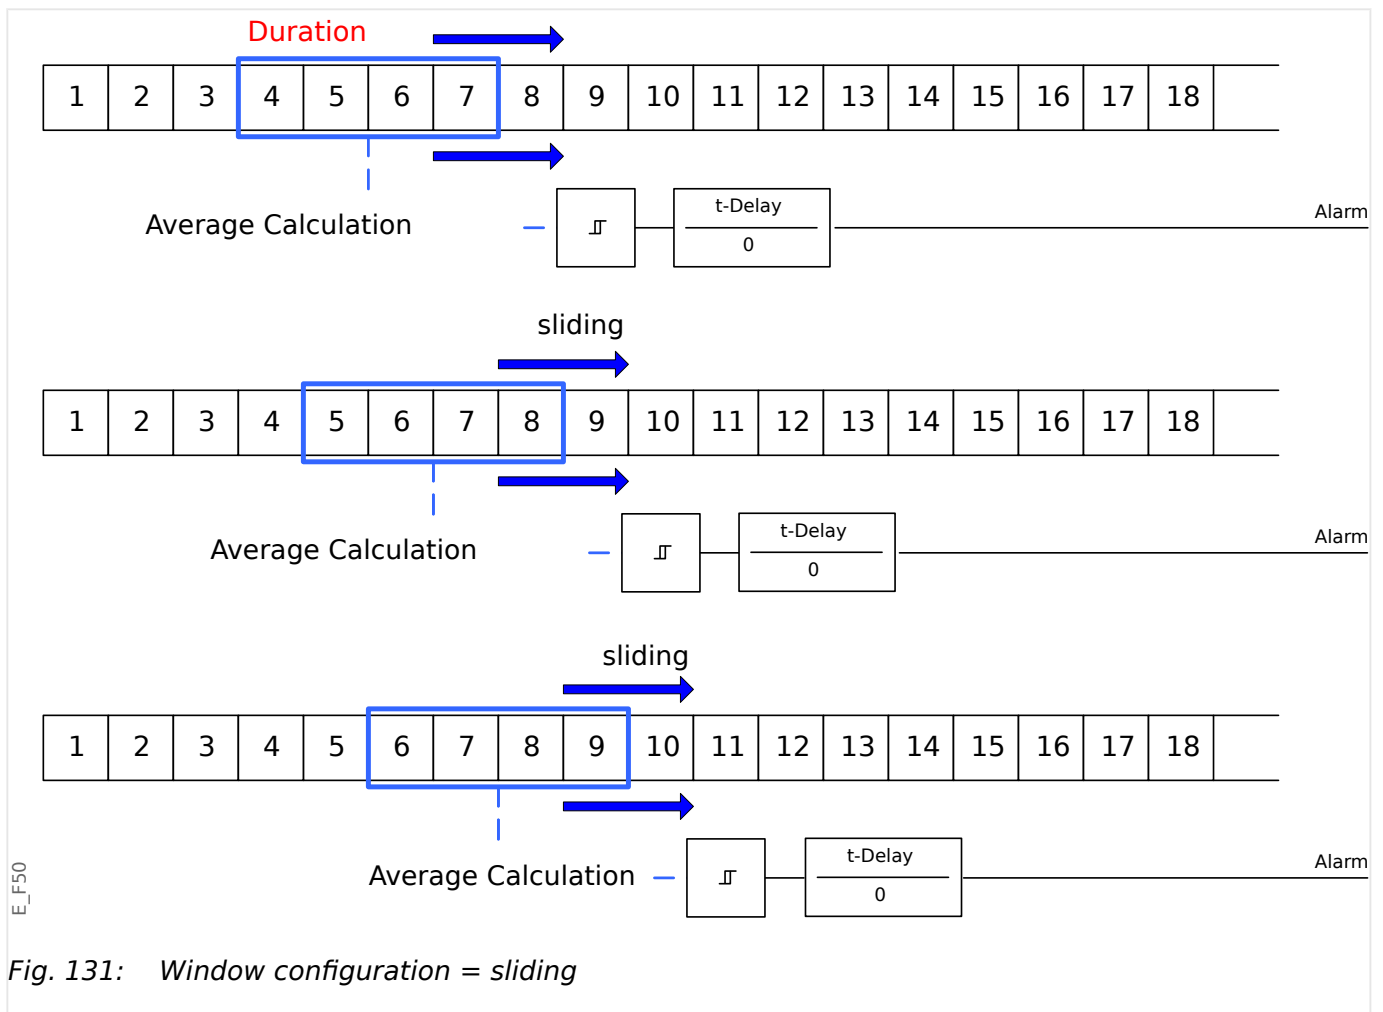 Duration
1 2 3 4 5 6 7 8 9 10 11 12 13 14 15 16 17 18
Average Calculation
t-Delay
0
Alarm
sliding
1 2 3 4 5 6 7 8 9 10 11 12 13 14 15 16 17 18
Average Calculation
t-Delay
0
Alarm
sliding
1 2 3 4 5 6 7 8 9 10 11 12 13 14 15 16 17 18
Average Calculation
t-Delay
0
Alarm
E_F50
Fig. 131: Window configuration = sliding